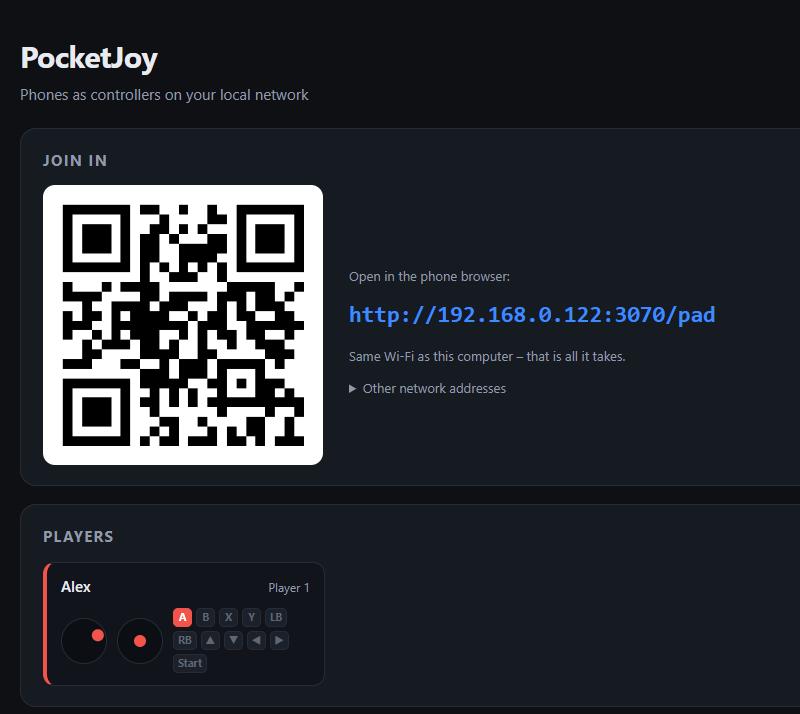 PocketJoy
Phones as controllers on your local network
JOIN IN
Open in the phone browser:
http://192.168.0.122:3070/pad
Same Wi-Fi as this computer – that is all it takes.
▶ Other network addresses
PLAYERS
Alex Player 1
A B X Y LB
RB ▲ ▼ ◀ ▶
Start